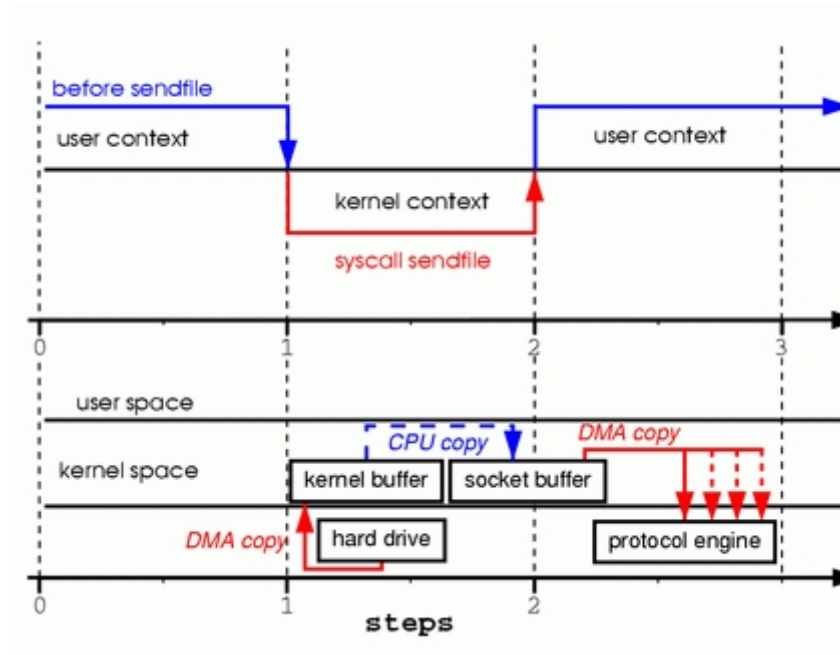 before sendfile
user context
user context
kernel context
syscall sendfile
0 1 2 3
user space
CPU copy
DMA copy
kernel space
kernel buffer
socket buffer
DMA copy
hard drive
protocol engine
0 1 2
steps